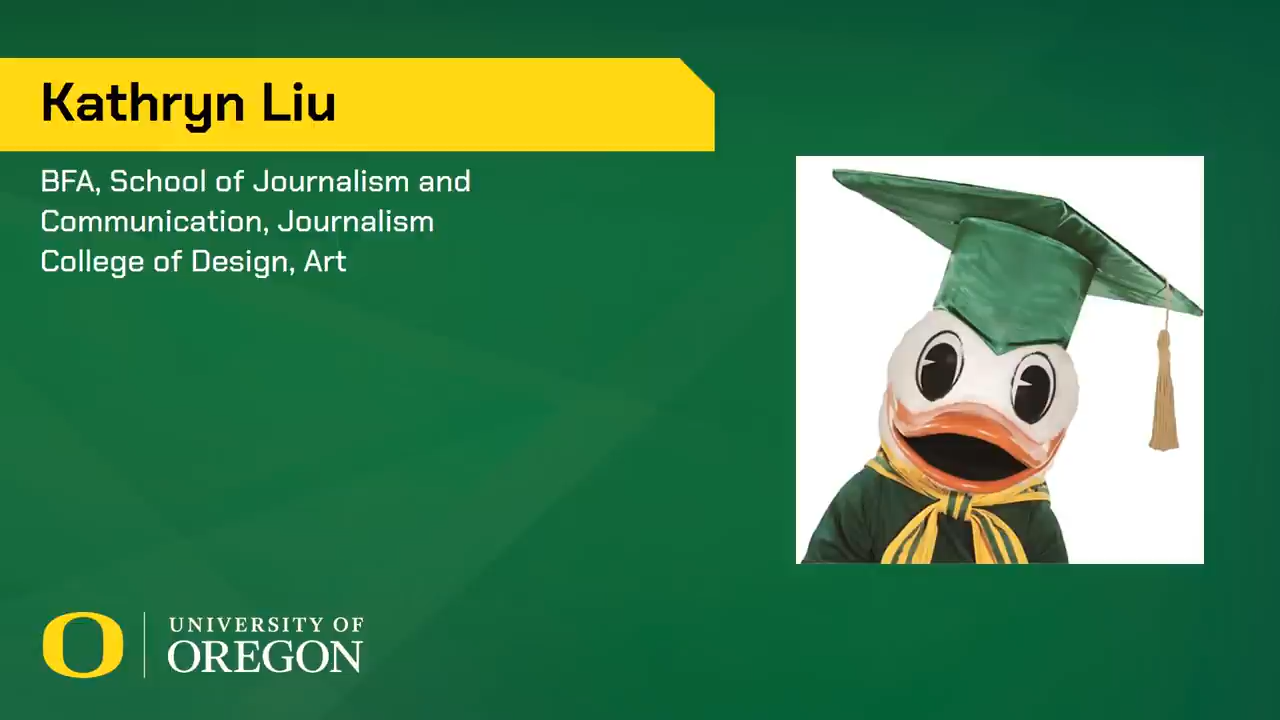 Kathryn Liu
BFA, School of Journalism and
Communication, Journalism
College of Design, Art
O
UNIVERSITY OF
OREGON